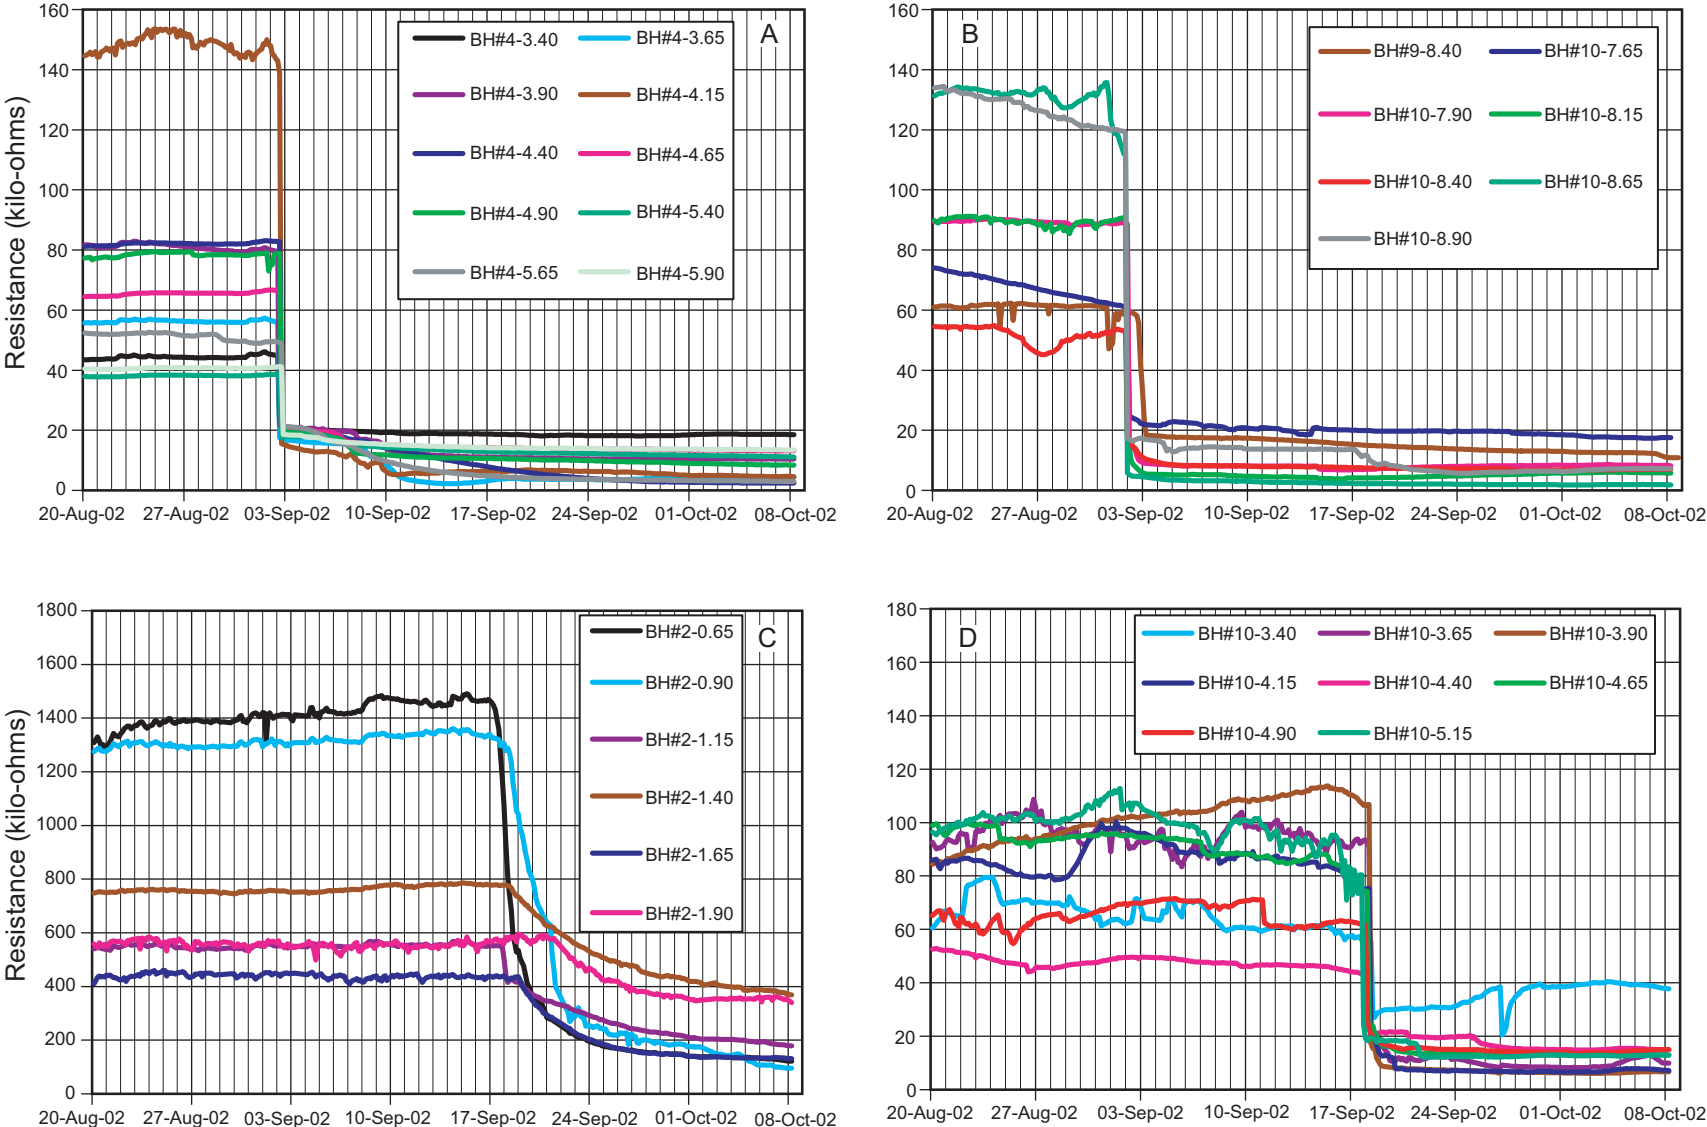 160
140
120
100
80
60
40
20
0
Resistance (kilo-ohms)
A
BH#4-3.40 BH#4-3.65
BH#4-3.90 BH#4-4.15
BH#4-4.40 BH#4-4.65
BH#4-4.90 BH#4-5.40
BH#4-5.65 BH#4-5.90
20-Aug-02 27-Aug-02 03-Sep-02 10-Sep-02 17-Sep-02 24-Sep-02 01-Oct-02 08-Oct-02
160
140
120
100
80
60
40
20
0
B
BH#9-8.40 BH#10-7.65
BH#10-7.90 BH#10-8.15
BH#10-8.40 BH#10-8.65
BH#10-8.90
20-Aug-02 27-Aug-02 03-Sep-02 10-Sep-02 17-Sep-02 24-Sep-02 01-Oct-02 08-Oct-02
1800
1600
1400
1200
1000
800
600
400
200
0
Resistance (kilo-ohms)
C
BH#2-0.65
BH#2-0.90
BH#2-1.15
BH#2-1.40
BH#2-1.65
BH#2-1.90
20-Aug-02 27-Aug-02 03-Sep-02 10-Sep-02 17-Sep-02 24-Sep-02 01-Oct-02 08-Oct-02
180
160
140
120
100
80
60
40
20
0
D
BH#10-3.40 BH#10-3.65 BH#10-3.90
BH#10-4.15 BH#10-4.40 BH#10-4.65
BH#10-4.90 BH#10-5.15
20-Aug-02 27-Aug-02 03-Sep-02 10-Sep-02 17-Sep-02 24-Sep-02 01-Oct-02 08-Oct-02